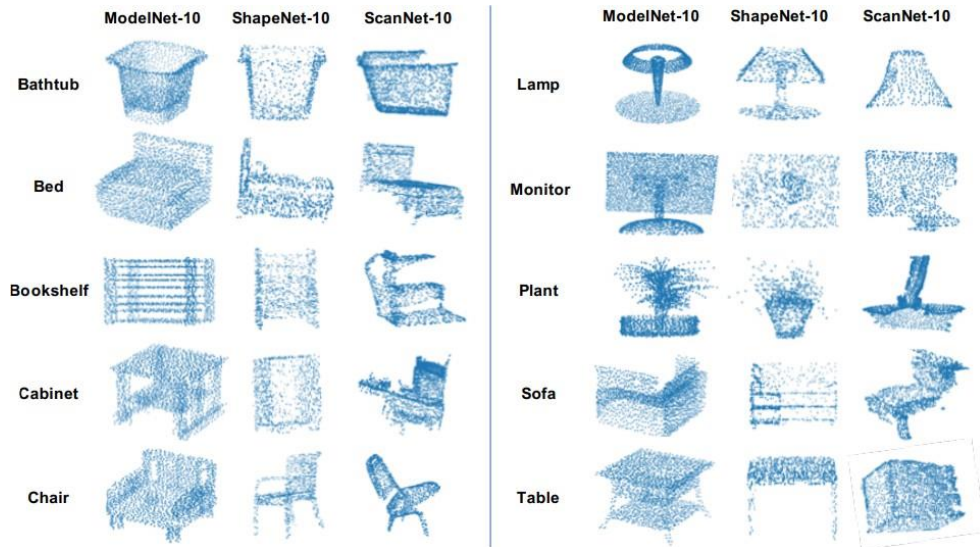 ModelNet-10 ShapeNet-10 ScanNet-10
Bathtub
Bed
Bookshelf
Cabinet
Chair
ModelNet-10 ShapeNet-10 ScanNet-10
Lamp
Monitor
Plant
Sofa
Table